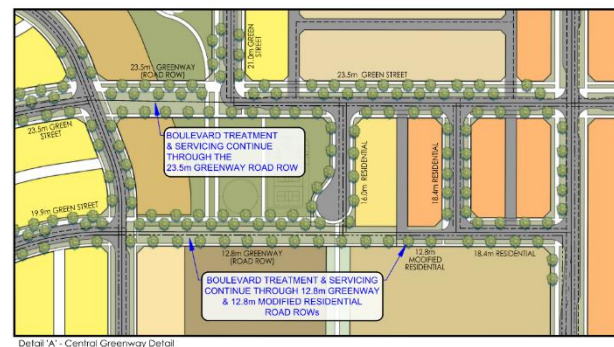 23.5m GREENWAY
(ROAD ROW)
21.0m GREEN
STREET
23.5m GREEN STREET
23.5m GREEN
STREET
BOULEVARD TREATMENT
& SERVICING CONTINUE
THROUGH THE
23.5m GREENWAY ROAD ROW
16.0m RESIDENTIAL
18.4m RESIDENTIAL
19.9m GREEN STREET
12.8m GREENWAY
(ROAD ROW)
12.8m
MODIFIED
RESIDENTIAL
18.4m RESIDENTIAL
BOULEVARD TREATMENT & SERVICING
CONTINUE THROUGH 12.8m GREENWAY
& 12.8m MODIFIED RESIDENTIAL
ROAD ROWs
Detail 'A' - Central Greenway Detail